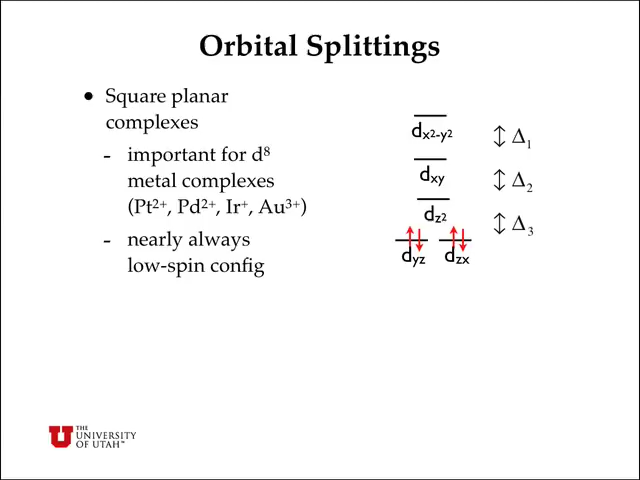 Orbital Splittings
• Square planar
complexes
- important for d⁸
metal complexes
(Pt²⁺, Pd²⁺, Ir⁺, Au³⁺)
- nearly always
low-spin config
dx²-y²
↕ Δ₁
dxy
↕ Δ₂
dz²
↕ Δ₃
dyz dzx
THE
UNIVERSITY
OF UTAH™